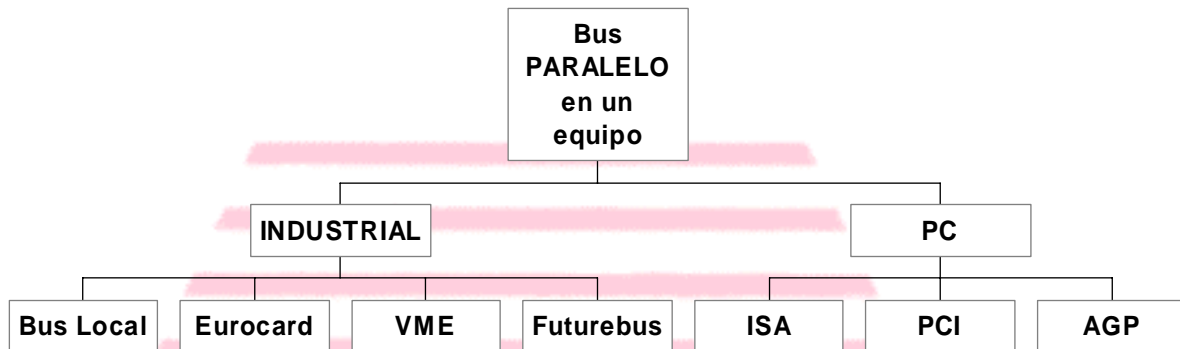 Bus
PARALELO
en un
equipo
INDUSTRIAL
PC
Bus Local
Eurocard
VME
Futurebus
ISA
PCI
AGP